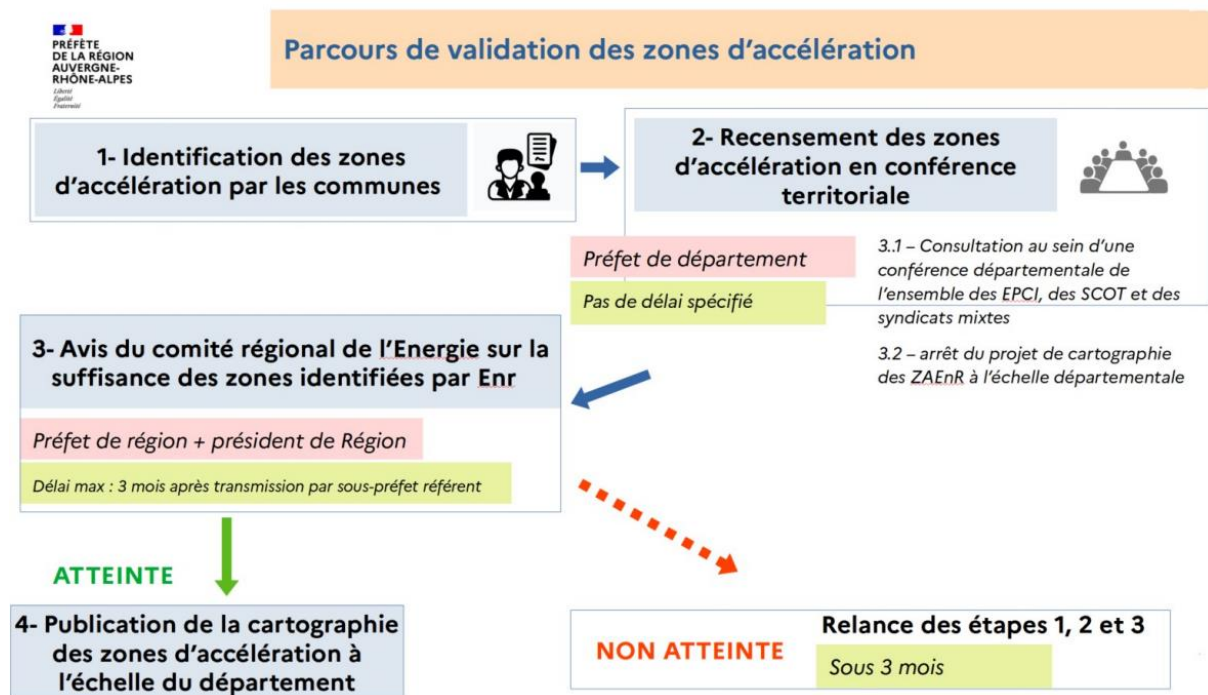 PRÉFÈTE
DE LA RÉGION
AUVERGNE-
RHÔNE-ALPES
Liberté
Égalité
Fraternité
Parcours de validation des zones d'accélération
1- Identification des zones
d'accélération par les communes
2- Recensement des zones
d'accélération en conférence
territoriale
Préfet de département
Pas de délai spécifié
3..1 – Consultation au sein d'une
conférence départementale de
l'ensemble des EPCI, des SCOT et des
syndicats mixtes
3.2 – arrêt du projet de cartographie
des ZAEnR à l'échelle départementale
3- Avis du comité régional de l'Energie sur la
suffisance des zones identifiées par Enr
Préfet de région + président de Région
Délai max : 3 mois après transmission par sous-préfet référent
ATTEINTE
4- Publication de la cartographie
des zones d'accélération à
l'échelle du département
NON ATTEINTE
Relance des étapes 1, 2 et 3
Sous 3 mois